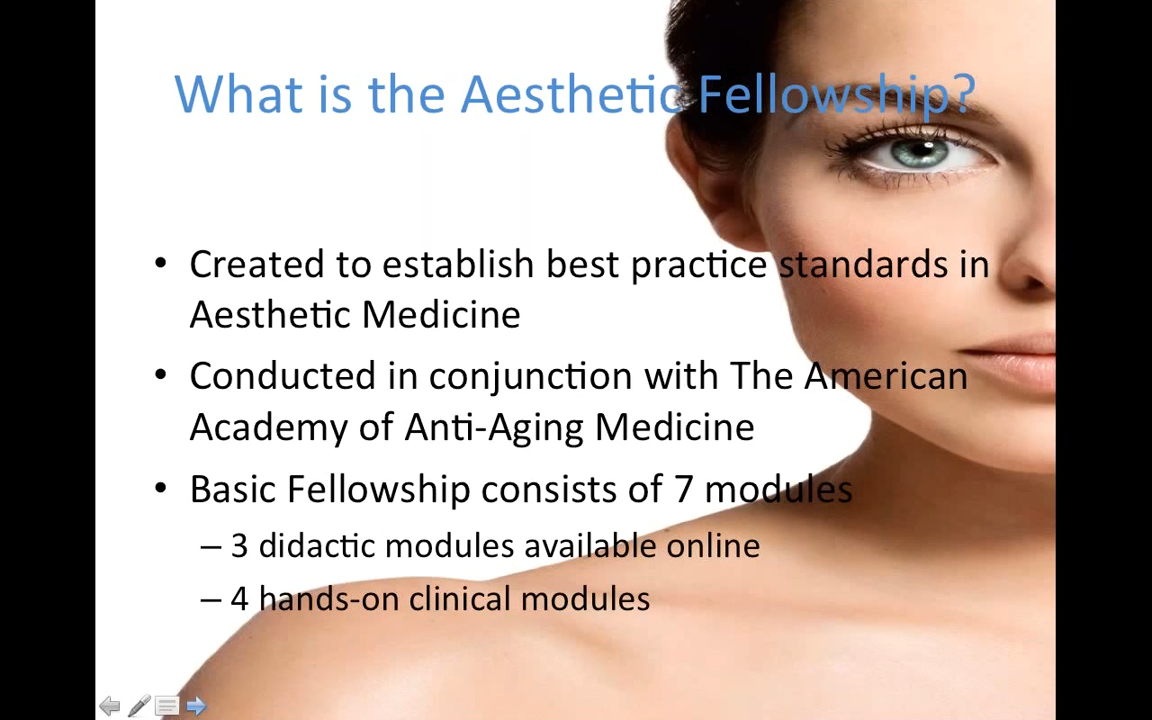 What is the Aesthetic Fellowship?
• Created to establish best practice standards in
Aesthetic Medicine
• Conducted in conjunction with The American
Academy of Anti-Aging Medicine
• Basic Fellowship consists of 7 modules
– 3 didactic modules available online
– 4 hands-on clinical modules